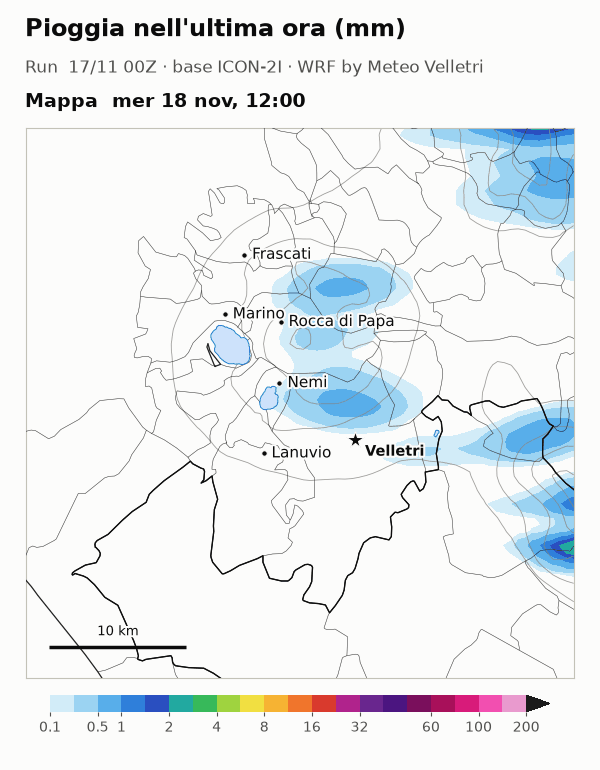 Pioggia nell'ultima ora (mm)
Run  17/11 00Z · base ICON-2I · WRF by Meteo Velletri
Mappa  mer 18 nov, 12:00
Frascati
Marino
Rocca di Papa
Nemi
Velletri
Lanuvio
10 km
0.1 0.5 1 2 4 8 16 32 60 100 200